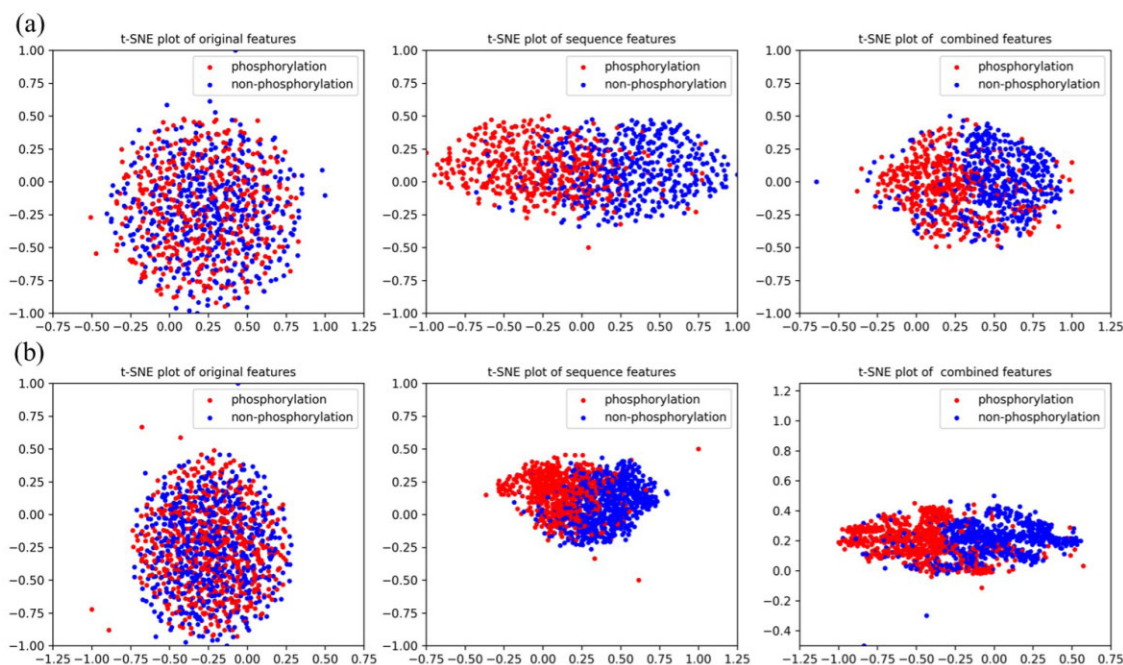 (a)
t-SNE plot of original features
phosphorylation
non-phosphorylation
1.00
0.75
0.50
0.25
0.00
−0.25
−0.50
−0.75
−1.00
−0.75 −0.50 −0.25 0.00 0.25 0.50 0.75 1.00 1.25
t-SNE plot of sequence features
phosphorylation
non-phosphorylation
1.00
0.75
0.50
0.25
0.00
−0.25
−0.50
−0.75
−1.00
−1.00 −0.75 −0.50 −0.25 0.00 0.25 0.50 0.75 1.00
t-SNE plot of combined features
phosphorylation
non-phosphorylation
1.00
0.75
0.50
0.25
0.00
−0.25
−0.50
−0.75
−1.00
−0.75 −0.50 −0.25 0.00 0.25 0.50 0.75 1.00 1.25
(b)
t-SNE plot of original features
phosphorylation
non-phosphorylation
1.00
0.75
0.50
0.25
0.00
−0.25
−0.50
−0.75
−1.00
−1.25 −1.00 −0.75 −0.50 −0.25 0.00 0.25 0.50 0.75
t-SNE plot of sequence features
phosphorylation
non-phosphorylation
1.00
0.75
0.50
0.25
0.00
−0.25
−0.50
−0.75
−1.00
−0.75 −0.50 −0.25 0.00 0.25 0.50 0.75 1.00 1.25
t-SNE plot of combined features
phosphorylation
non-phosphorylation
1.2
1.0
0.8
0.6
0.4
0.2
0.0
−0.2
−0.4
−1.25 −1.00 −0.75 −0.50 −0.25 0.00 0.25 0.50 0.75